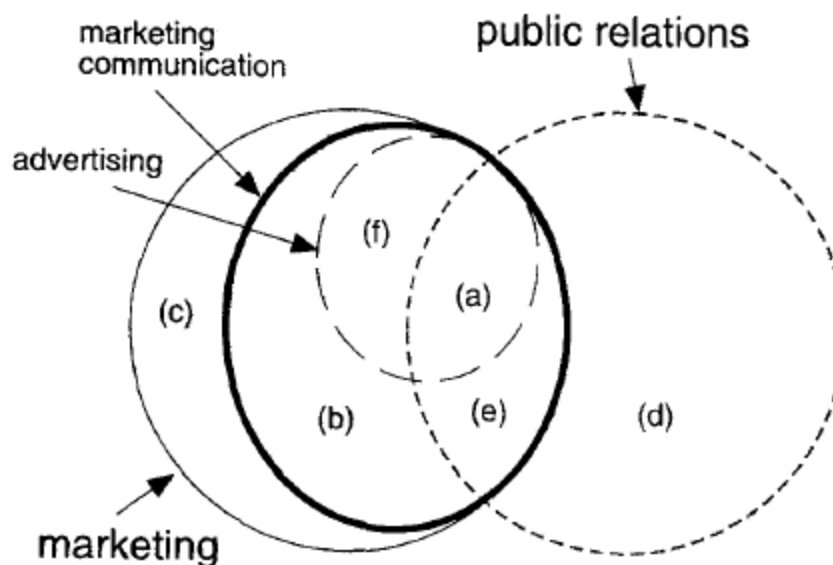 marketing
communication
public relations
advertising
(f)
(a)
(c)
(b)
(e)
(d)
marketing